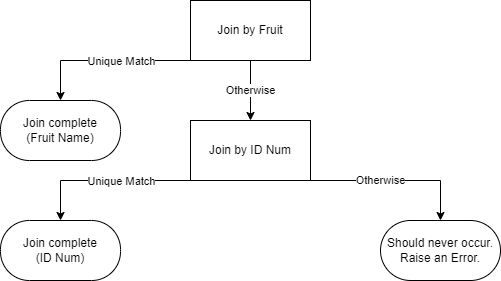 Join by Fruit
Unique Match
Otherwise
Join complete
(Fruit Name)
Join by ID Num
Unique Match
Otherwise
Join complete
(ID Num)
Should never occur.
Raise an Error.